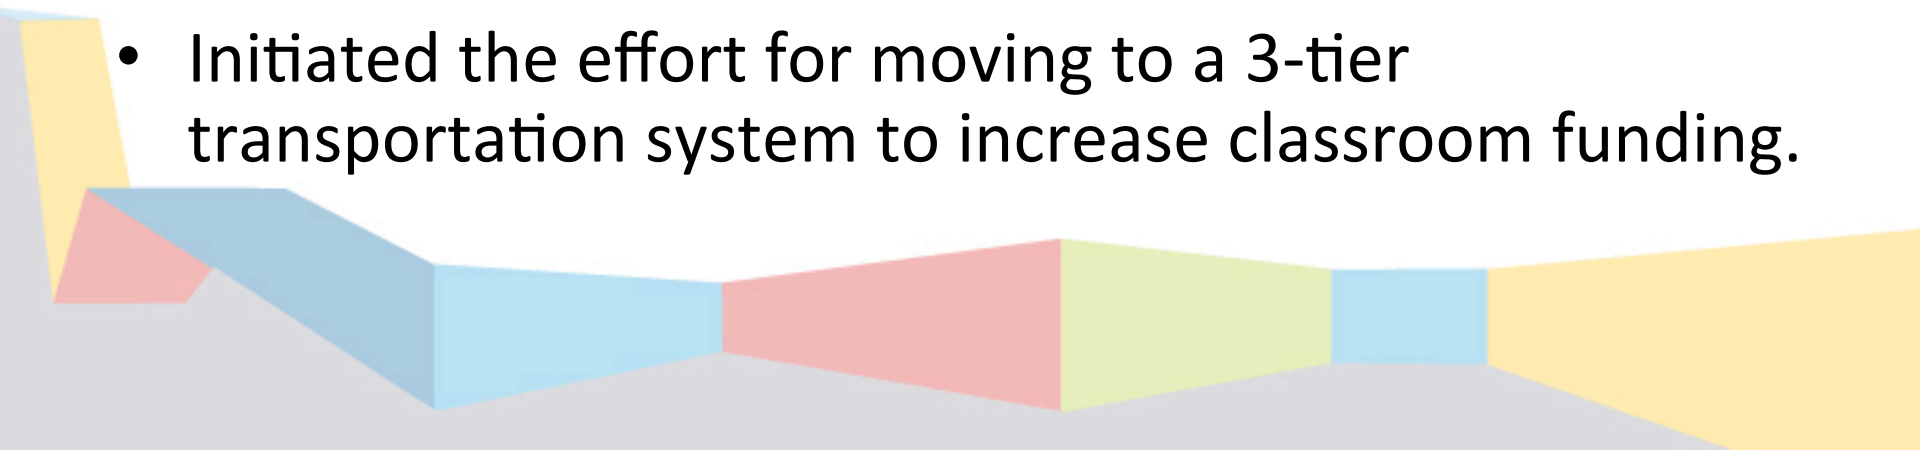 • Initiated the effort for moving to a 3-tier
transportation system to increase classroom funding.